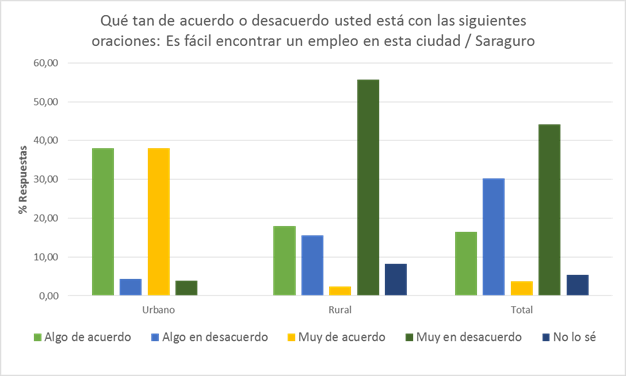 Qué tan de acuerdo o desacuerdo usted está con las siguientes
oraciones: Es fácil encontrar un empleo en esta ciudad / Saraguro
% Respuestas
60,00
50,00
40,00
30,00
20,00
10,00
0,00
Urbano Rural Total
Algo de acuerdo Algo en desacuerdo Muy de acuerdo Muy en desacuerdo No lo sé